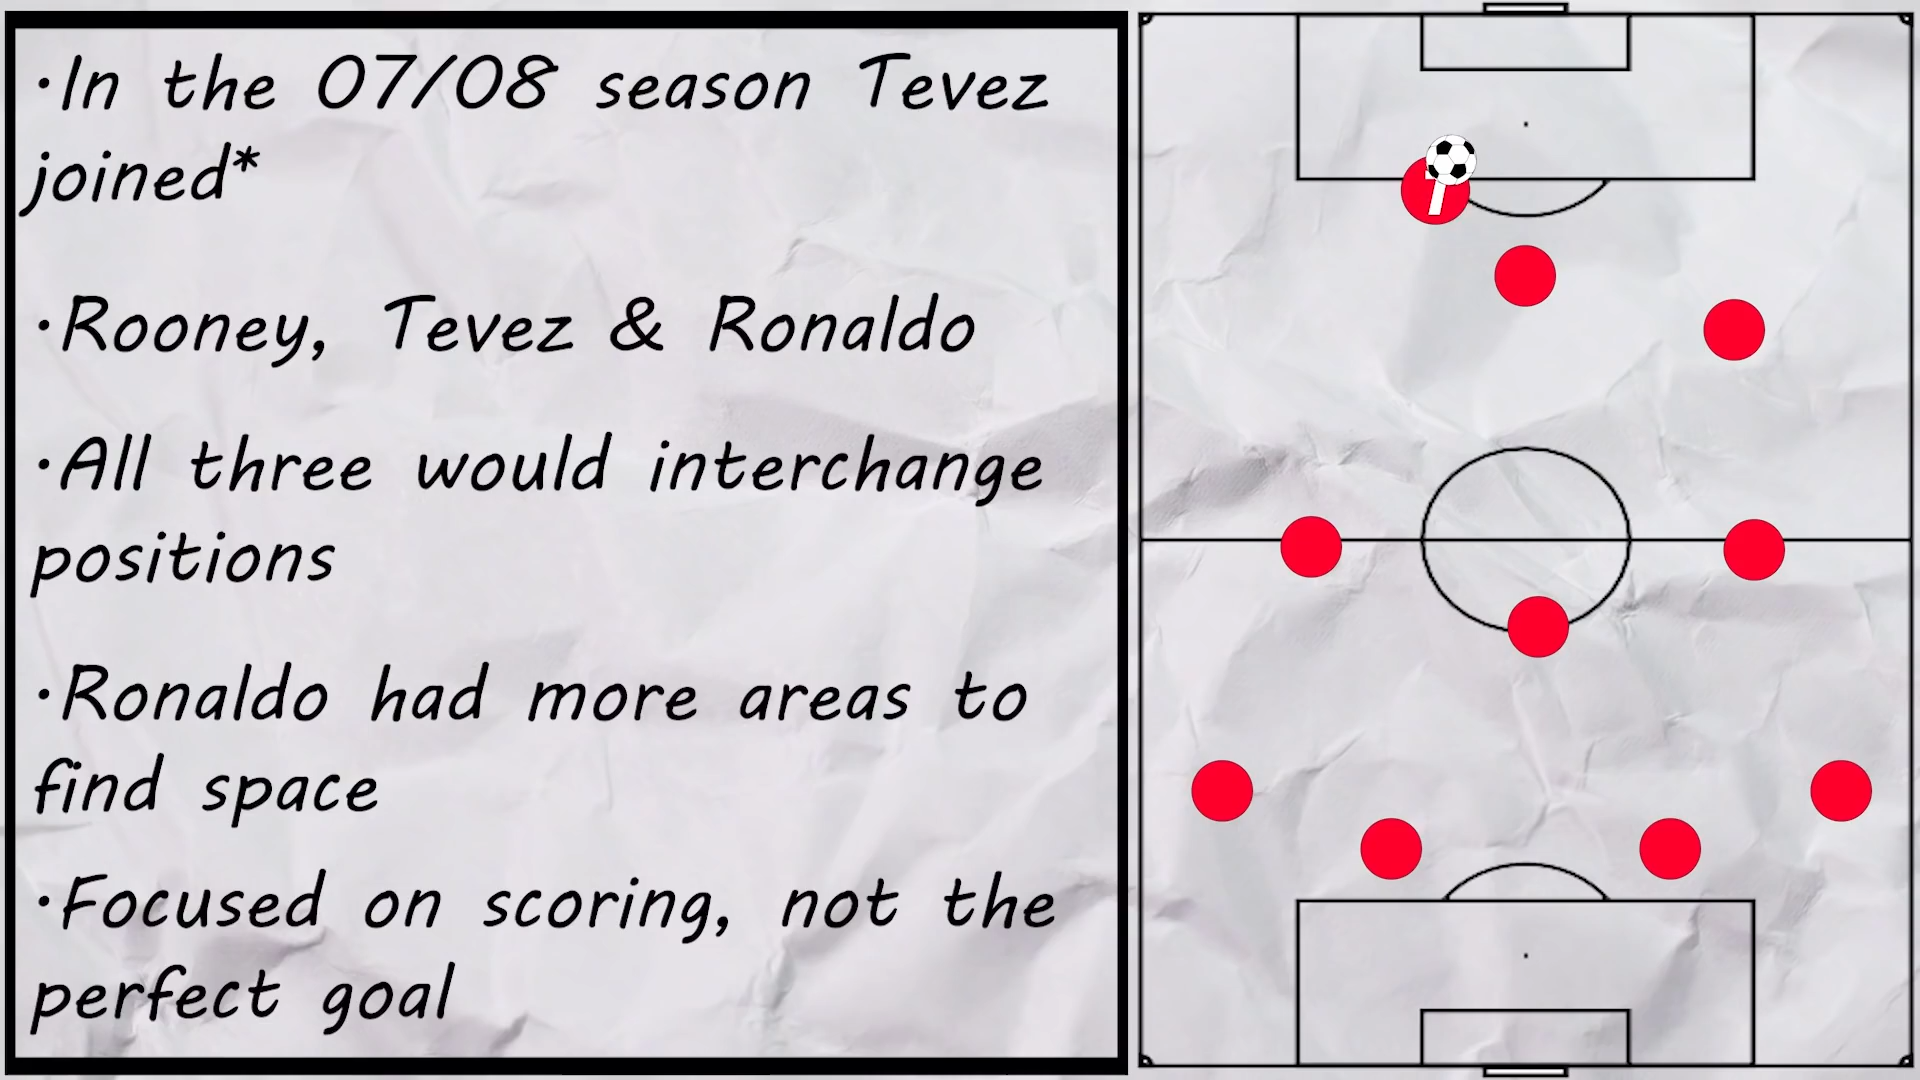 ·In the 07/08 season Tevez
joined*
·Rooney, Tevez & Ronaldo
·All three would interchange
positions
·Ronaldo had more areas to
find space
·Focused on scoring, not the
perfect goal
7